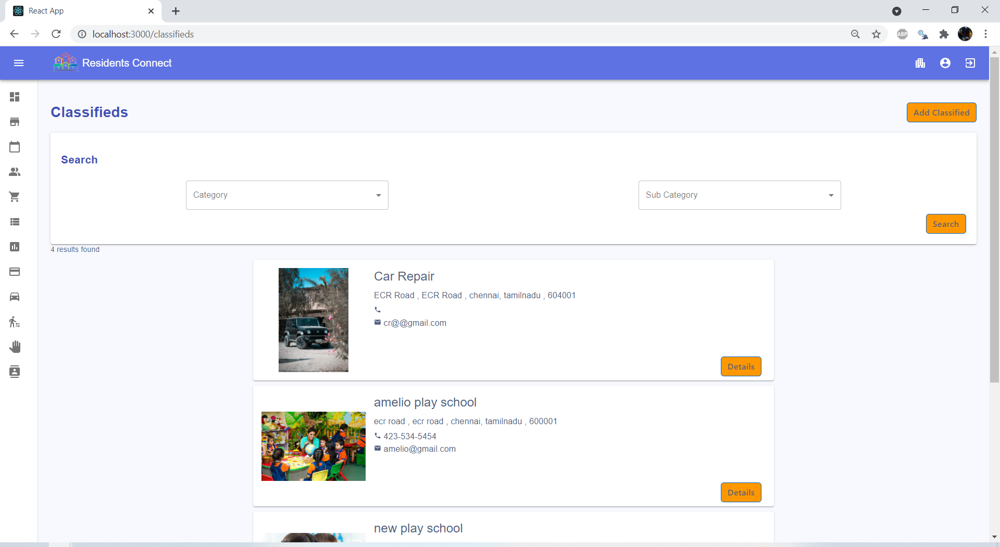 React App
localhost:3000/classifieds
ABP
Residents Connect
Classifieds
Add Classified
Search
Category
Sub Category
Search
4 results found
Car Repair
ECR Road , ECR Road , chennai, tamilnadu , 604001
cr@@gmail.com
Details
amelio play school
ecr road , ecr road , chennai, tamilnadu , 600001
423-534-5454
amelio@gmail.com
Details
new play school